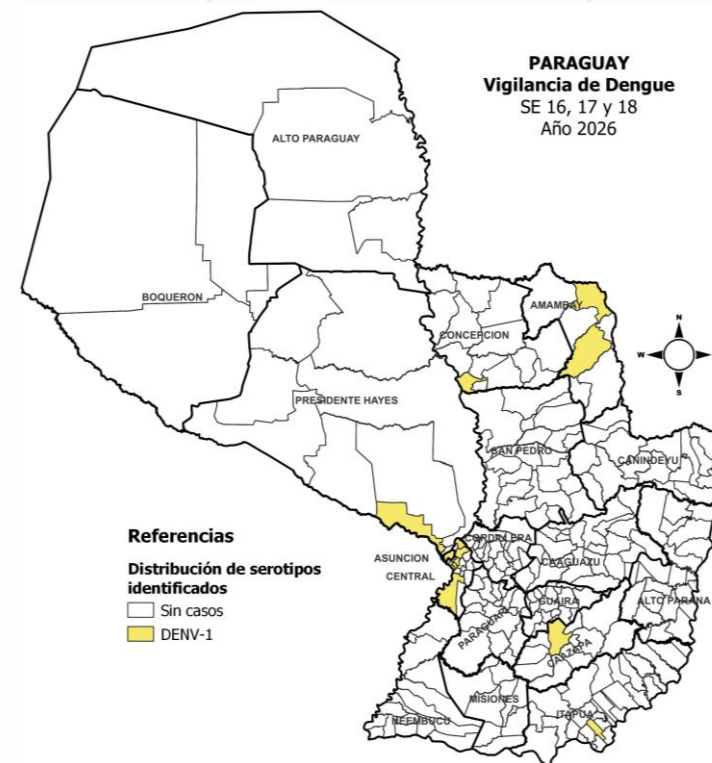 PARAGUAY
Vigilancia de Dengue
SE 16, 17 y 18
Año 2026
ALTO PARAGUAY
BOQUERON
AMAMBAY
CONCEPCION
N
W
E
S
PRESIDENTE HAYES
SAN PEDRO
CANINDEYU
Referencias
Distribución de serotipos
identificados
Sin casos
DENV-1
ASUNCION
CENTRAL
CORDILLERA
CAAGUAZU
ALTO PARANA
GUAIRA
PARAGUARI
CAAZAPA
MISIONES
ITAPUA
ÑEEMBUCU